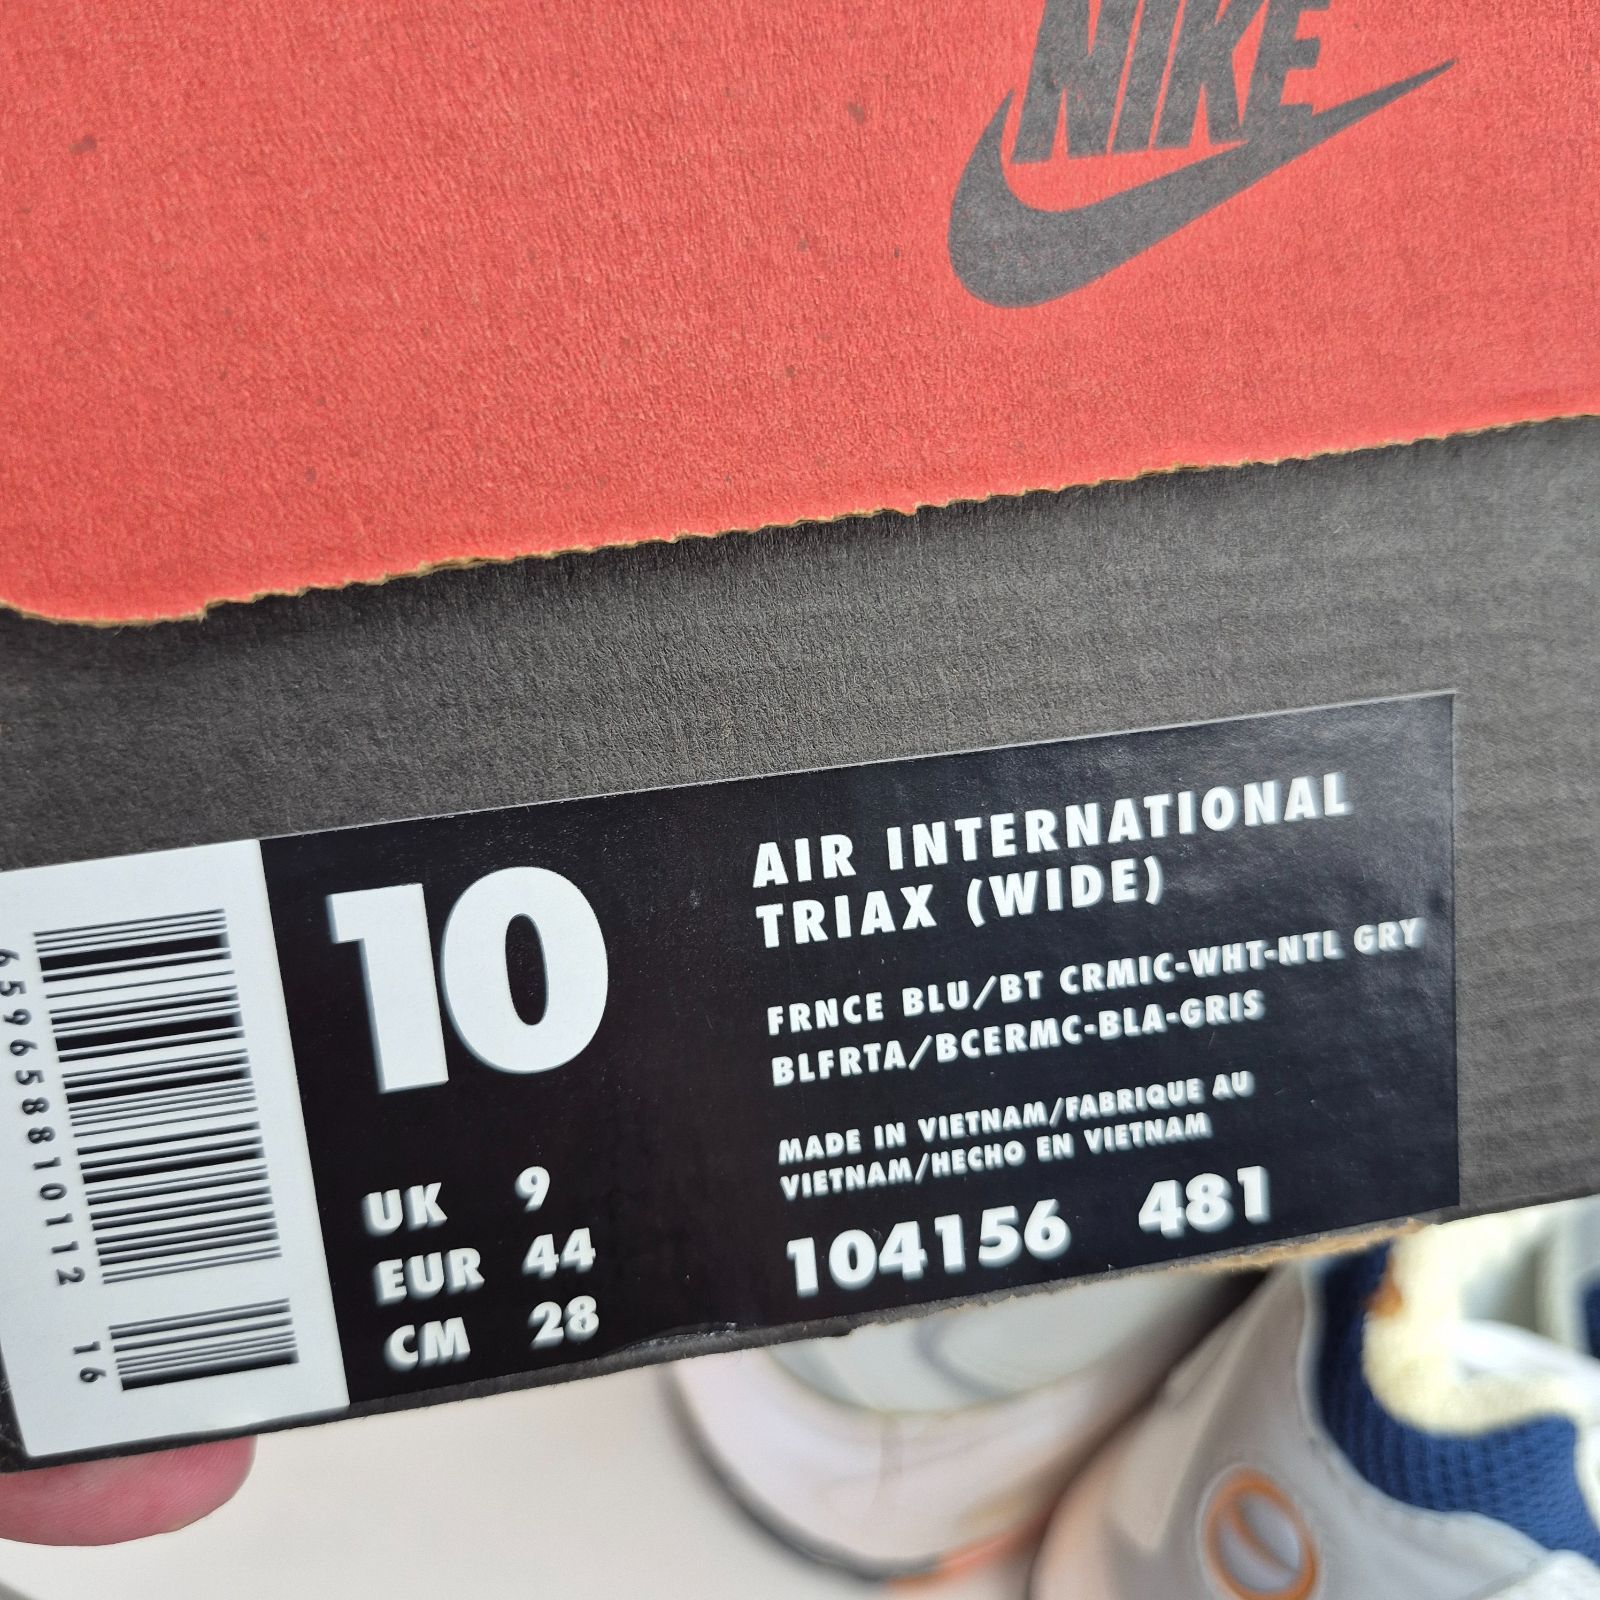 NIKE
10
AIR INTERNATIONAL
TRIAX (WIDE)
FRNCE BLU/BT CRMIC-WHT-NTL GRY
BLFRTA/BCERMC-BLA-GRIS
MADE IN VIETNAM/FABRIQUE AU
VIETNAM/HECHO EN VIETNAM
104156 481
UK 9
EUR 44
CM 28
659658810112
16